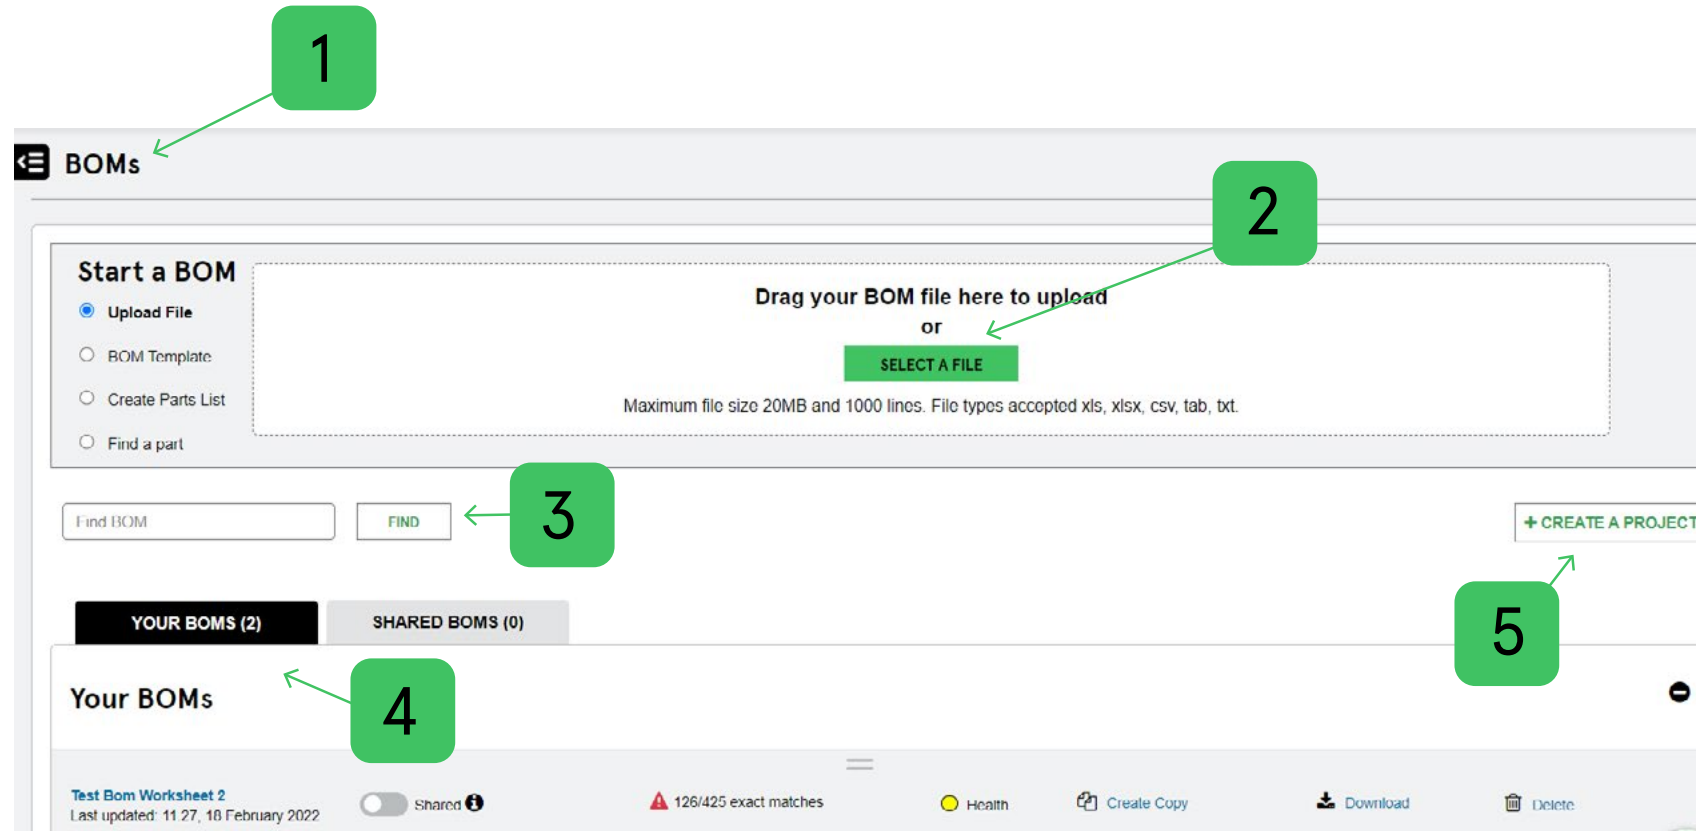 1
BOMs
2
Start a BOM
Upload File
BOM Template
Create Parts List
Find a part
Drag your BOM file here to upload
or
SELECT A FILE
Maximum file size 20MB and 1000 lines. File types accepted xls, xlsx, csv, tab, txt.
Find BOM
FIND
3
+ CREATE A PROJECT
5
YOUR BOMS (2)
SHARED BOMS (0)
Your BOMs
4
Test Bom Worksheet 2
Last updated: 11.27, 18 February 2022
Shared
126/425 exact matches
Health
Create Copy
Download
Delete